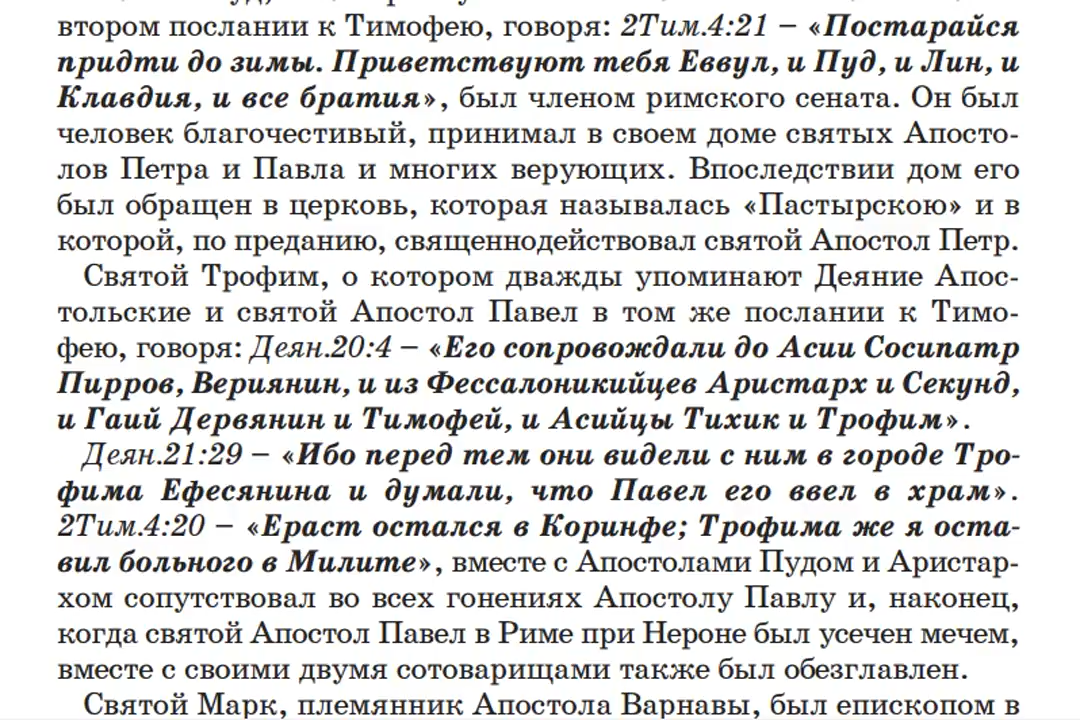 втором послании к Тимофею, говоря: 2Тим.4:21 – «Постарайся
придти до зимы. Приветствуют тебя Еввул, и Пуд, и Лин, и
Клавдия, и все братия», был членом римского сената. Он был
человек благочестивый, принимал в своем доме святых Апосто-
лов Петра и Павла и многих верующих. Впоследствии дом его
был обращен в церковь, которая называлась «Пастырскою» и в
которой, по преданию, священнодействовал святой Апостол Петр.
Святой Трофим, о котором дважды упоминают Деяние Апос-
тольские и святой Апостол Павел в том же послании к Тимо-
фею, говоря: Деян.20:4 – «Его сопровождали до Асии Сосипатр
Пирров, Вериянин, и из Фессалоникийцев Аристарх и Секунд,
и Гаий Дервянин и Тимофей, и Асийцы Тихик и Трофим».
Деян.21:29 – «Ибо перед тем они видели с ним в городе Тро-
фима Ефесянина и думали, что Павел его ввел в храм».
2Тим.4:20 – «Ераст остался в Коринфе; Трофима же я оста-
вил больного в Милите», вместе с Апостолами Пудом и Аристар-
хом сопутствовал во всех гонениях Апостолу Павлу и, наконец,
когда святой Апостол Павел в Риме при Нероне был усечен мечем,
вместе с своими двумя сотоварищами также был обезглавлен.
Святой Марк, племянник Апостола Варнавы, был епископом в